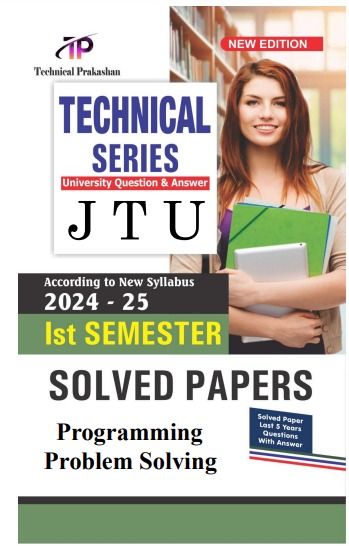 TP
Technical Prakashan
NEW EDITION
TECHNICAL
SERIES
University Question & Answer
J T U
According to New Syllabus
2024 - 25
Ist SEMESTER
SOLVED PAPERS
Programming
Problem Solving
Solved Paper
Last 5 Years
Questions
With Answer